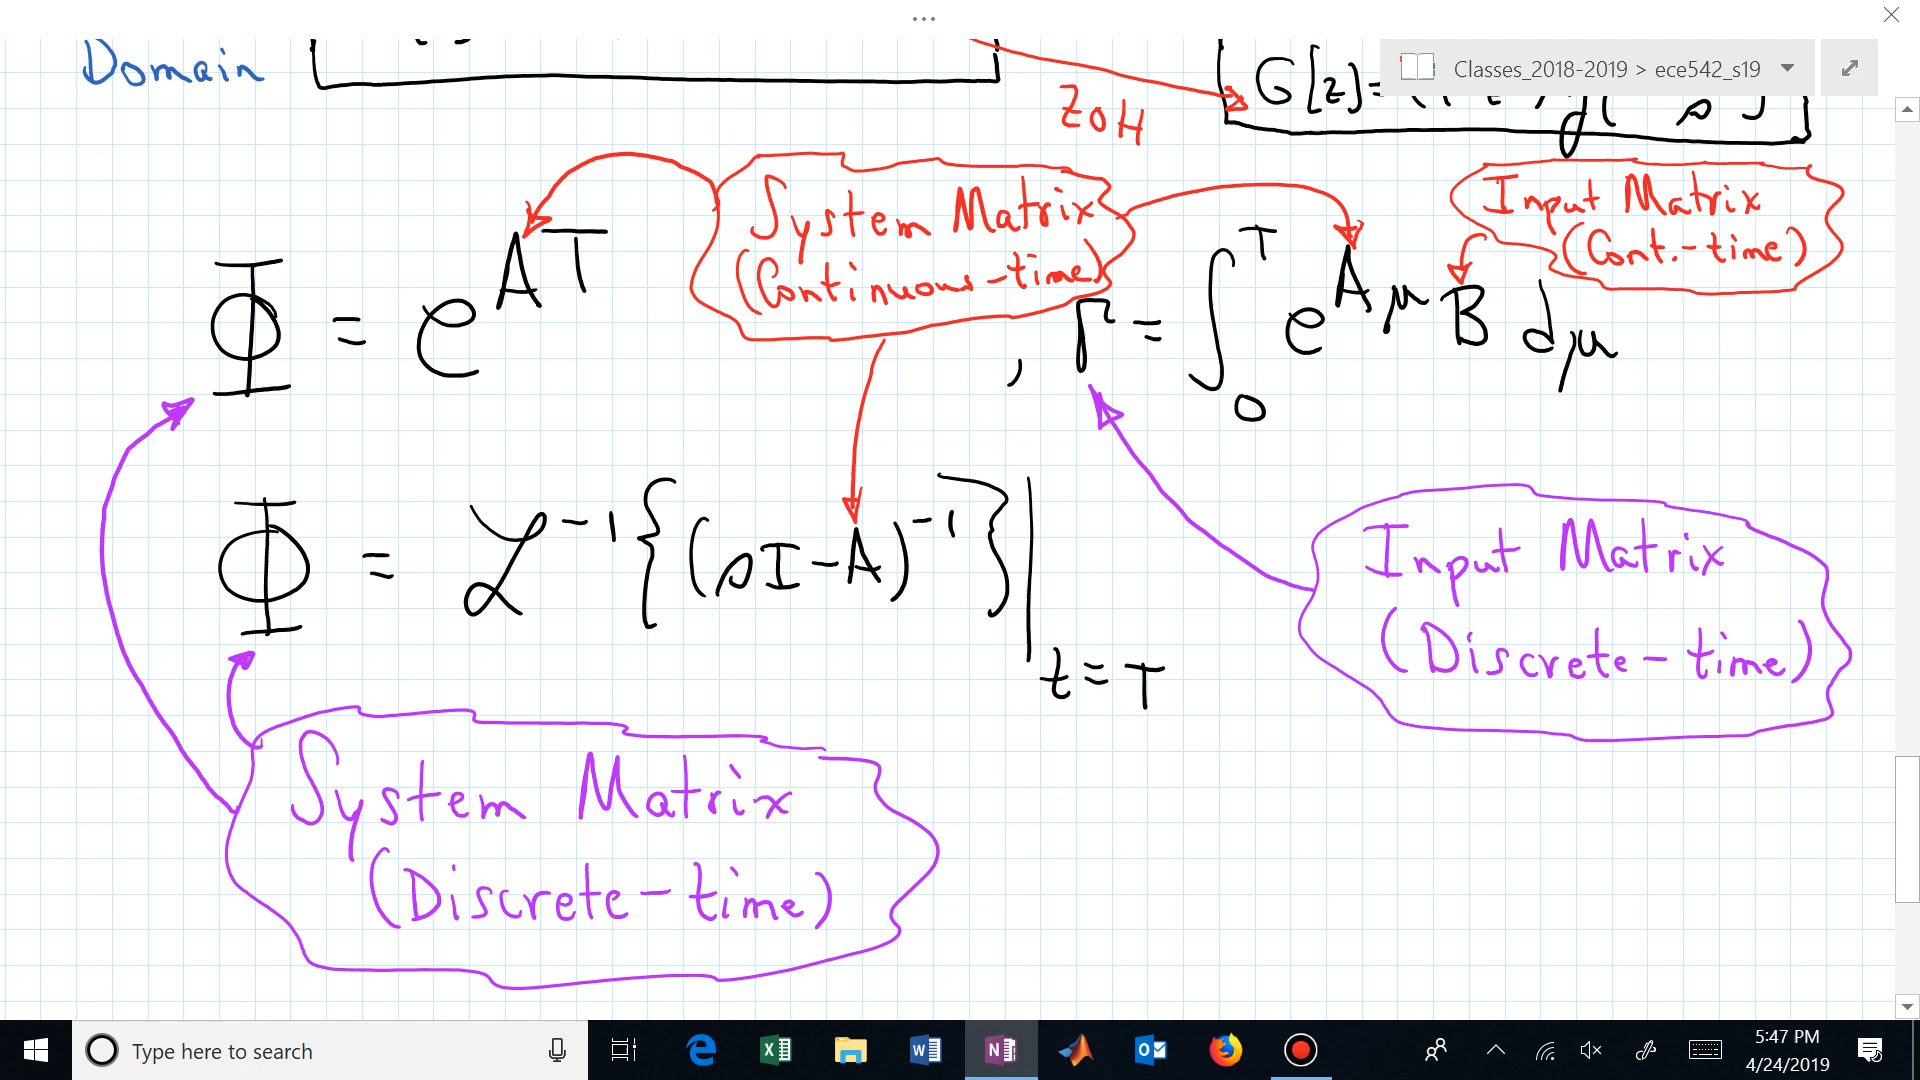 Domain
ZOH
G[z]=
Classes_2018-2019 > ece542_s19
System Matrix
(Continuous-time)
Input Matrix
(Cont.-time)
Φ = e^{AT} , Γ = ∫_0^T e^{Aμ} B dμ
Φ = ℒ^{-1}{(sI-A)^{-1}}|_{t=T}
Input Matrix
(Discrete-time)
System Matrix
(Discrete-time)
Type here to search
5:47 PM
4/24/2019